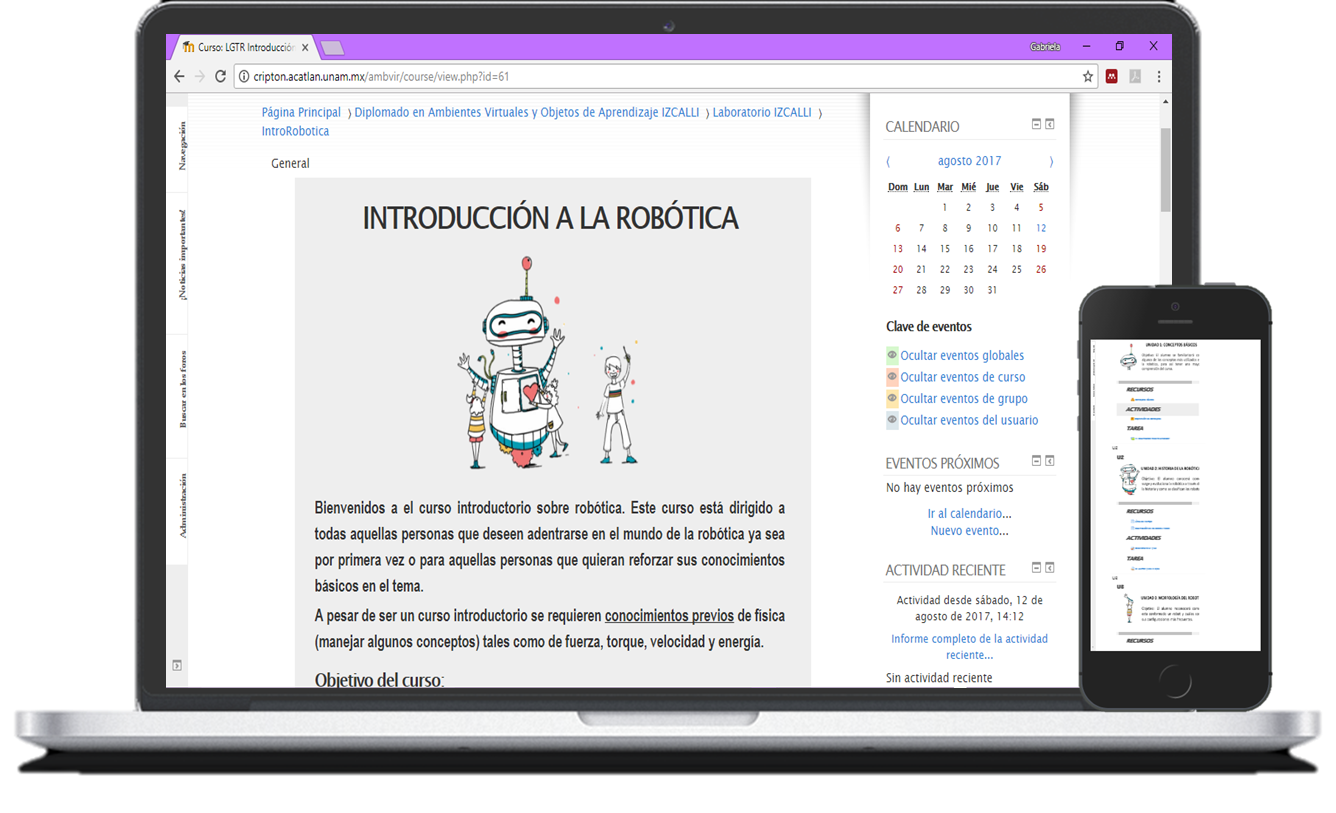 Curso: LGTR Introducción
Gabriela
cripton.acatlan.unam.mx/ambvir/course/view.php?id=61
Página Principal 〉 Diplomado en Ambientes Virtuales y Objetos de Aprendizaje IZCALLI 〉 Laboratorio IZCALLI 〉
IntroRobotica
Navegación
¡Noticias importantes!
Buscar en los foros
Administración
General
INTRODUCCIÓN A LA ROBÓTICA
Bienvenidos a el curso introductorio sobre robótica. Este curso está dirigido a
todas aquellas personas que deseen adentrarse en el mundo de la robótica ya sea
por primera vez o para aquellas personas que quieran reforzar sus conocimientos
básicos en el tema.
A pesar de ser un curso introductorio se requieren conocimientos previos de física
(manejar algunos conceptos) tales como de fuerza, torque, velocidad y energía.
Objetivo del curso:
CALENDARIO
agosto 2017
Dom Lun Mar Mié Jue Vie Sáb
1 2 3 4 5
6 7 8 9 10 11 12
13 14 15 16 17 18 19
20 21 22 23 24 25 26
27 28 29 30 31
Clave de eventos
Ocultar eventos globales
Ocultar eventos de curso
Ocultar eventos de grupo
Ocultar eventos del usuario
EVENTOS PRÓXIMOS
No hay eventos próximos
Ir al calendario...
Nuevo evento...
ACTIVIDAD RECIENTE
Actividad desde sábado, 12 de
agosto de 2017, 14:12
Informe completo de la actividad
reciente...
Sin actividad reciente
UNIDAD 1: CONCEPTOS BÁSICOS
RECURSOS
ACTIVIDADES
TAREA
U2
U2
UNIDAD 2: HISTORIA DE LA ROBÓTICA
RECURSOS
ACTIVIDADES
TAREA
U3
U3
UNIDAD 3: MORFOLOGÍA DEL ROBOT
RECURSOS